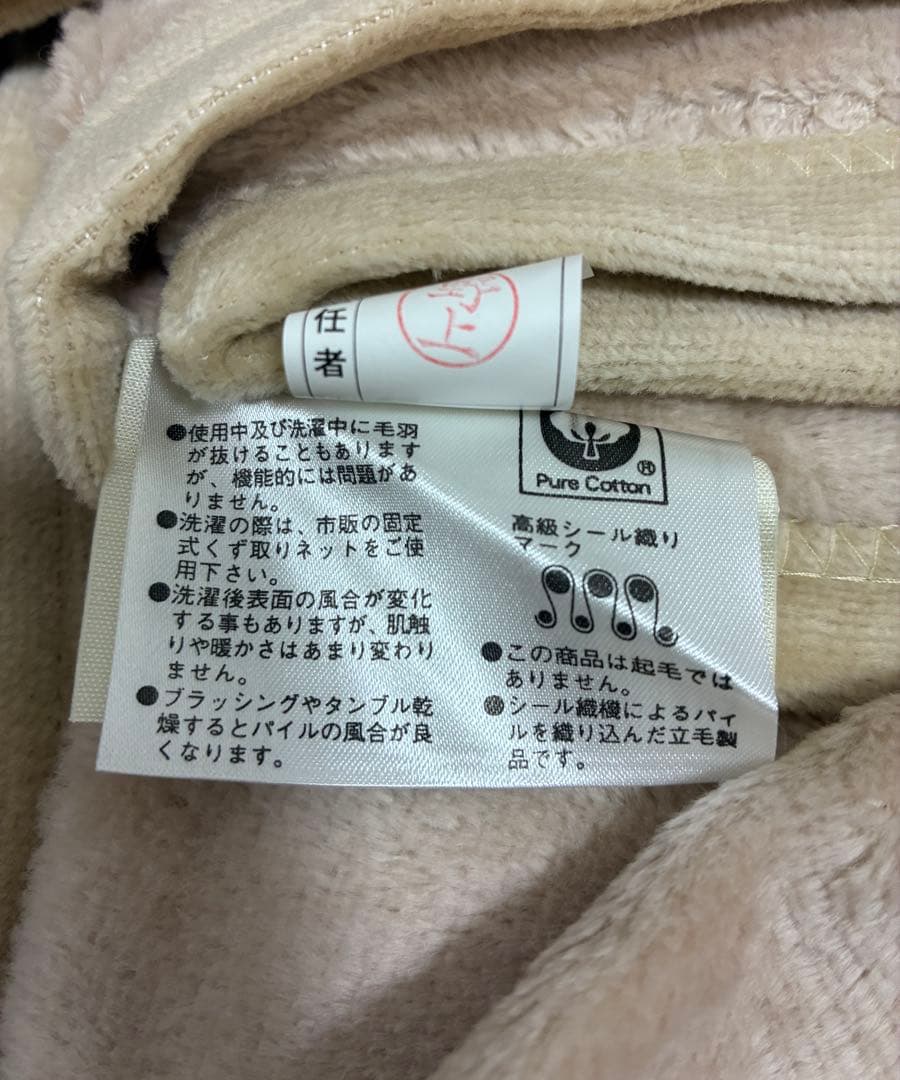 任
者
●使用中及び洗濯中に毛羽
が抜けることもあります
が、機能的には問題があ
りません。
●洗濯の際は、市販の固定
式くず取りネットをご使
用下さい。
●洗濯後表面の風合が変化
する事もありますが、肌触
りや暖かさはあまり変わり
ません。
●ブラッシングやタンブル乾
燥するとパイルの風合が良
くなります。
®
Pure Cotton
高級シール織り
マーク
●この商品は起毛では
ありません。
●シール織機によるパイ
ルを織り込んだ立毛製
品です。